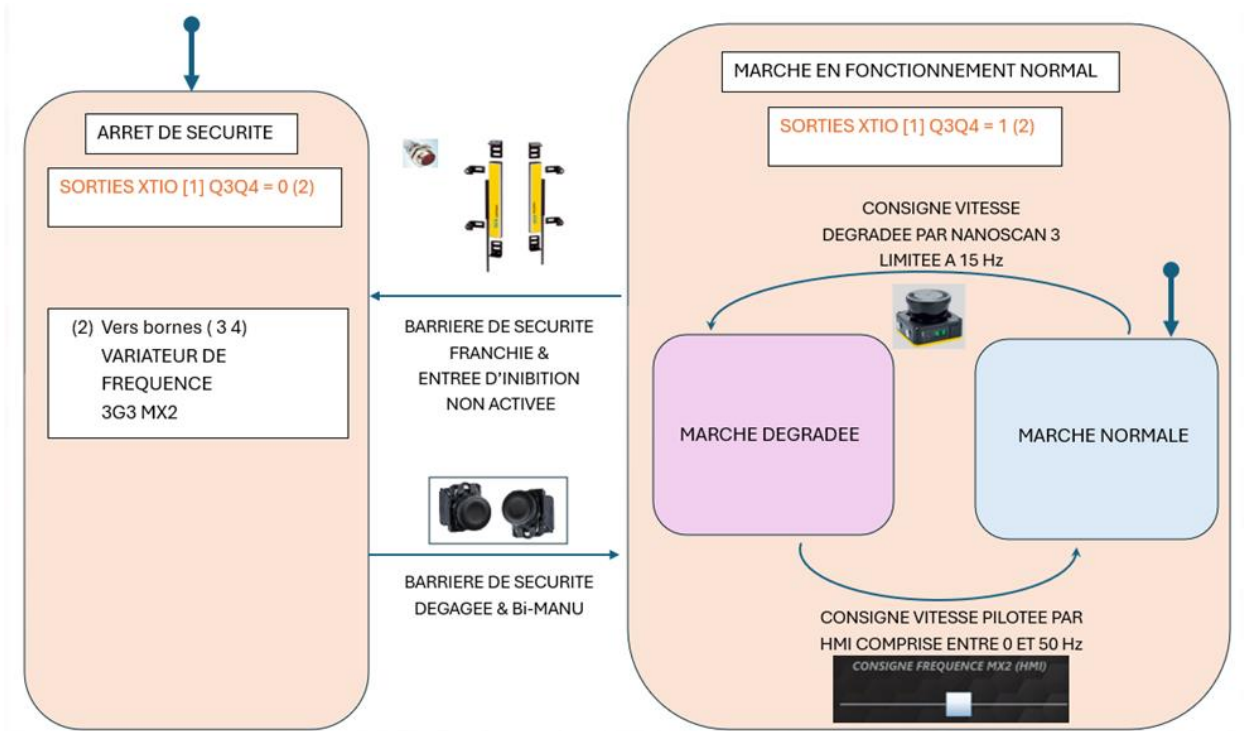 ARRET DE SECURITE
SORTIES XTIO [1] Q3Q4 = 0 (2)
(2) Vers bornes ( 3 4)
VARIATEUR DE
FREQUENCE
3G3 MX2
BARRIERE DE SECURITE
FRANCHIE &
ENTREE D'INIBITION
NON ACTIVEE
BARRIERE DE SECURITE
DEGAGEE & Bi-MANU
MARCHE EN FONCTIONNEMENT NORMAL
SORTIES XTIO [1] Q3Q4 = 1 (2)
CONSIGNE VITESSE
DEGRADEE PAR NANOSCAN 3
LIMITEE A 15 Hz
MARCHE DEGRADEE
MARCHE NORMALE
CONSIGNE VITESSE PILOTEE PAR
HMI COMPRISE ENTRE 0 ET 50 Hz
CONSIGNE FREQUENCE MX2 (HMI)